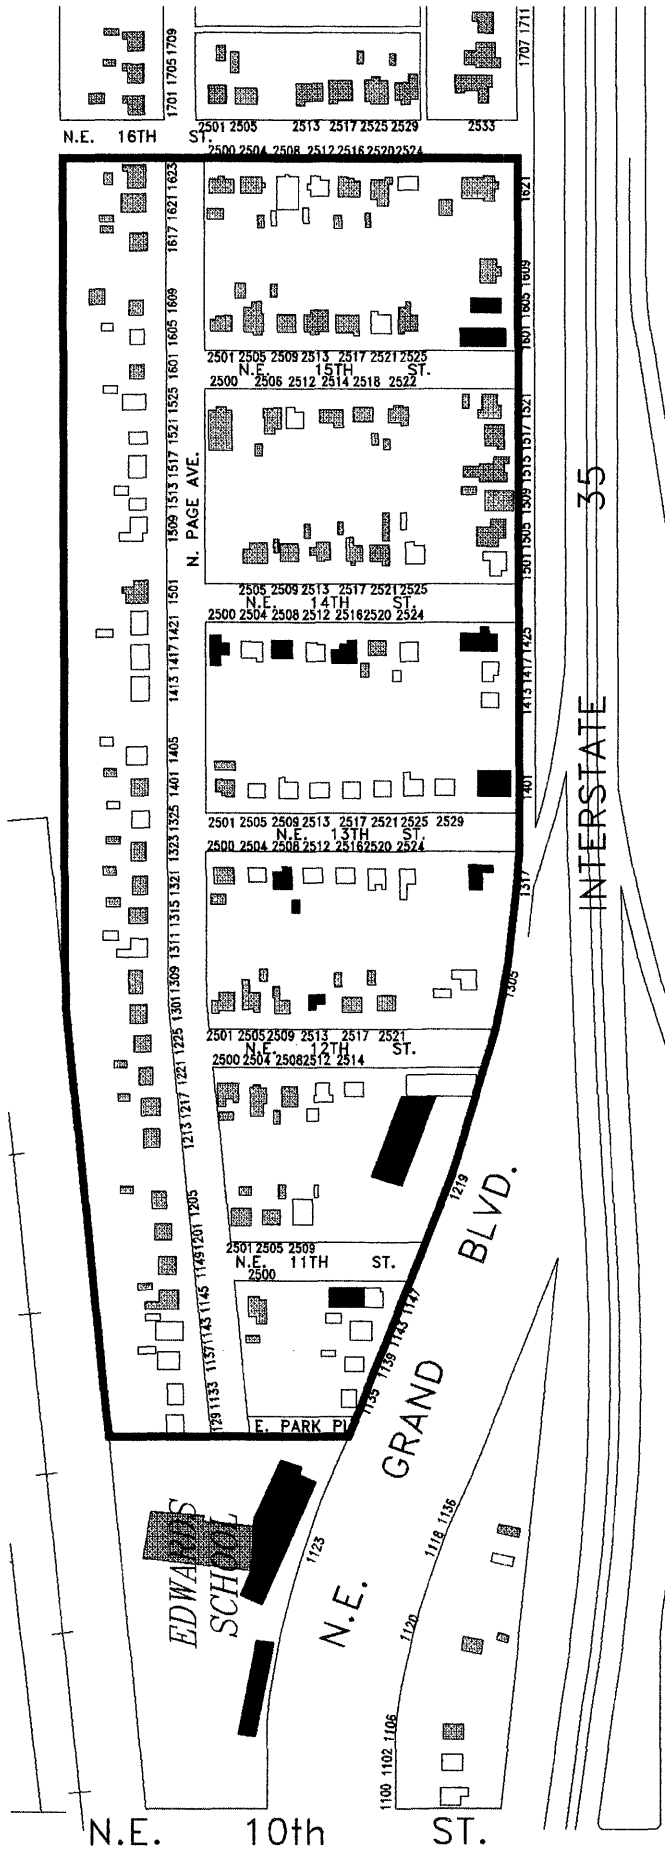 1701 1705 1709
1707 1711
2501 2505 2513 2517 2525 2529 2533
N.E. 16TH ST.
2500 2504 2508 2512 2516 2520 2524
1617 1621 1623
1621
1601 1605 1609
1601 1605 1609
2501 2505 2509 2513 2517 2521 2525
N.E. 15TH ST.
2500 2506 2512 2514 2518 2522
1509 1513 1517 1521 1525
1501 1505 1509 1513 1517 1521
N. PAGE AVE.
INTERSTATE 35
1501
2505 2509 2513 2517 2521 2525
N.E. 14TH ST.
2500 2504 2508 2512 2516 2520 2524
1413 1417 1421
1413 1417 1425
1401 1405
1401
2501 2505 2509 2513 2517 2521 2525 2529
N.E. 13TH ST.
2500 2504 2508 2512 2516 2520 2524
1323 1325
1311 1315 1321
1317
1301 1309
1305
2501 2505 2509 2513 2517 2521
N.E. 12TH ST.
2500 2504 2508 2512 2514
1221 1225
1213 1217
1219
1149 1201 1205
2501 2505 2509
N.E. 11TH ST.
2500
1137 1143 1145
1135 1139 1143 1147
129 1133
E. PARK PL
N.E. GRAND BLVD.
EDWARDS
SCHOOL
1123
1118 1136
1120
1100 1102 1106
N.E. 10th ST.